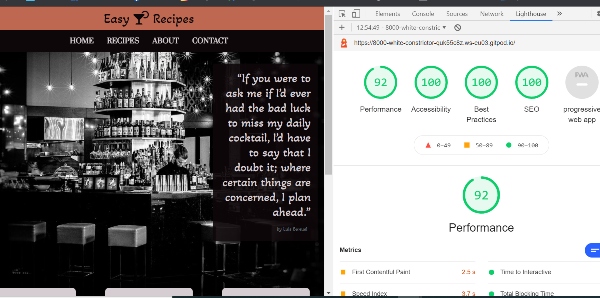 Easy Recipes
HOME RECIPES ABOUT CONTACT
“If you were to
ask me if I'd ever
had the bad luck
to miss my daily
cocktail, I'd have
to say that I
doubt it; where
certain things are
concerned, I plan
ahead.”
by Luis Bunuel
Elements Console Sources Network Lighthouse
12:54:49 - 8000-white-constric
https://8000-white-constrictor-quk55c8z.ws-eu03.gitpod.io/
92 100 100 100
Performance Accessibility Best Practices SEO progressive web app
0-49 50-89 90-100
92
Performance
Metrics
First Contentful Paint 2.5 s Time to Interactive
Speed Index 3.7 s Total Blocking Time